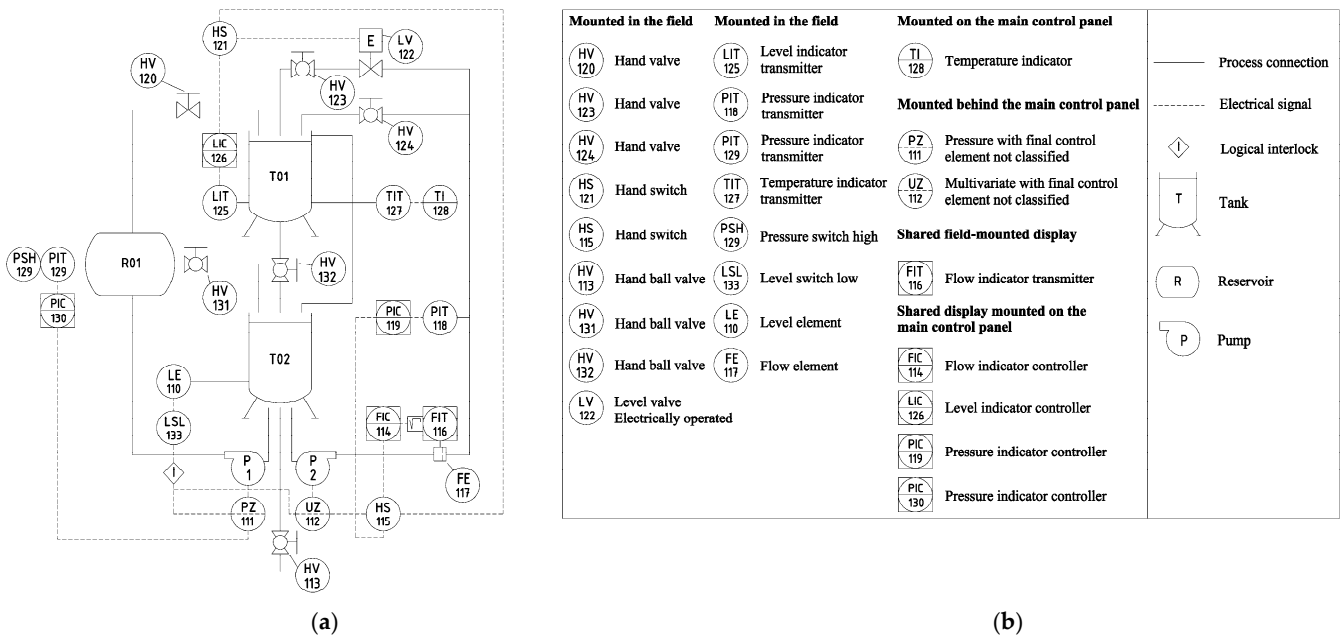 HS
121
E
LV
122
HV
120
HV
123
HV
124
LIC
126
T01
LIT
125
TIT
127
TI
128
PSH
129
PIT
129
R01
HV
131
HV
132
PIC
130
PIC
119
PIT
118
T02
LE
110
LSL
133
FIC
114
√
FIT
116
I
P
1
P
2
FE
117
PZ
111
UZ
112
HS
115
HV
113
(a)
Mounted in the field
HV
120
Hand valve
HV
123
Hand valve
HV
124
Hand valve
HS
121
Hand switch
HS
115
Hand switch
HV
113
Hand ball valve
HV
131
Hand ball valve
HV
132
Hand ball valve
LV
122
Level valve
Electrically operated
Mounted in the field
LIT
125
Level indicator
transmitter
PIT
118
Pressure indicator
transmitter
PIT
129
Pressure indicator
transmitter
TIT
127
Temperature indicator
transmitter
PSH
129
Pressure switch high
LSL
133
Level switch low
LE
110
Level element
FE
117
Flow element
Mounted on the main control panel
TI
128
Temperature indicator
Mounted behind the main control panel
PZ
111
Pressure with final control
element not classified
UZ
112
Multivariate with final control
element not classified
Shared field-mounted display
FIT
116
Flow indicator transmitter
Shared display mounted on the
main control panel
FIC
114
Flow indicator controller
LIC
126
Level indicator controller
PIC
119
Pressure indicator controller
PIC
130
Pressure indicator controller
Process connection
Electrical signal
I
Logical interlock
T
Tank
R
Reservoir
P
Pump
(b)